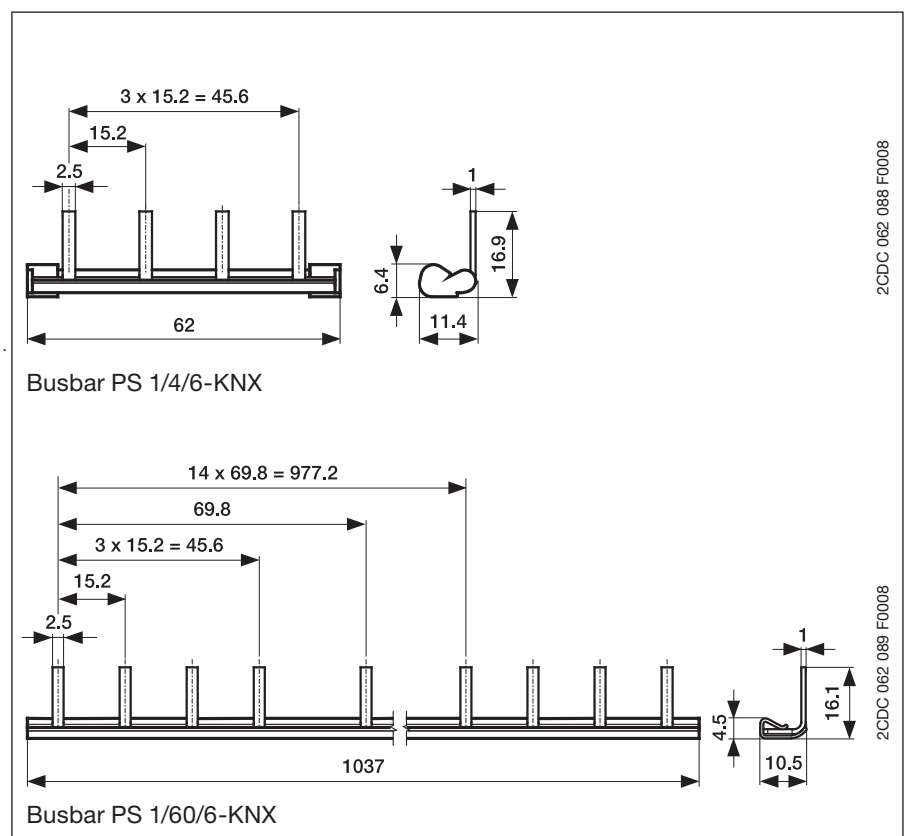 3 x 15.2 = 45.6
15.2
2.5
1
16.9
6.4
11.4
62
2CDC 062 088 F0008
Busbar PS 1/4/6-KNX
14 x 69.8 = 977.2
69.8
3 x 15.2 = 45.6
15.2
2.5
1
16.1
4.5
10.5
1037
2CDC 062 089 F0008
Busbar PS 1/60/6-KNX